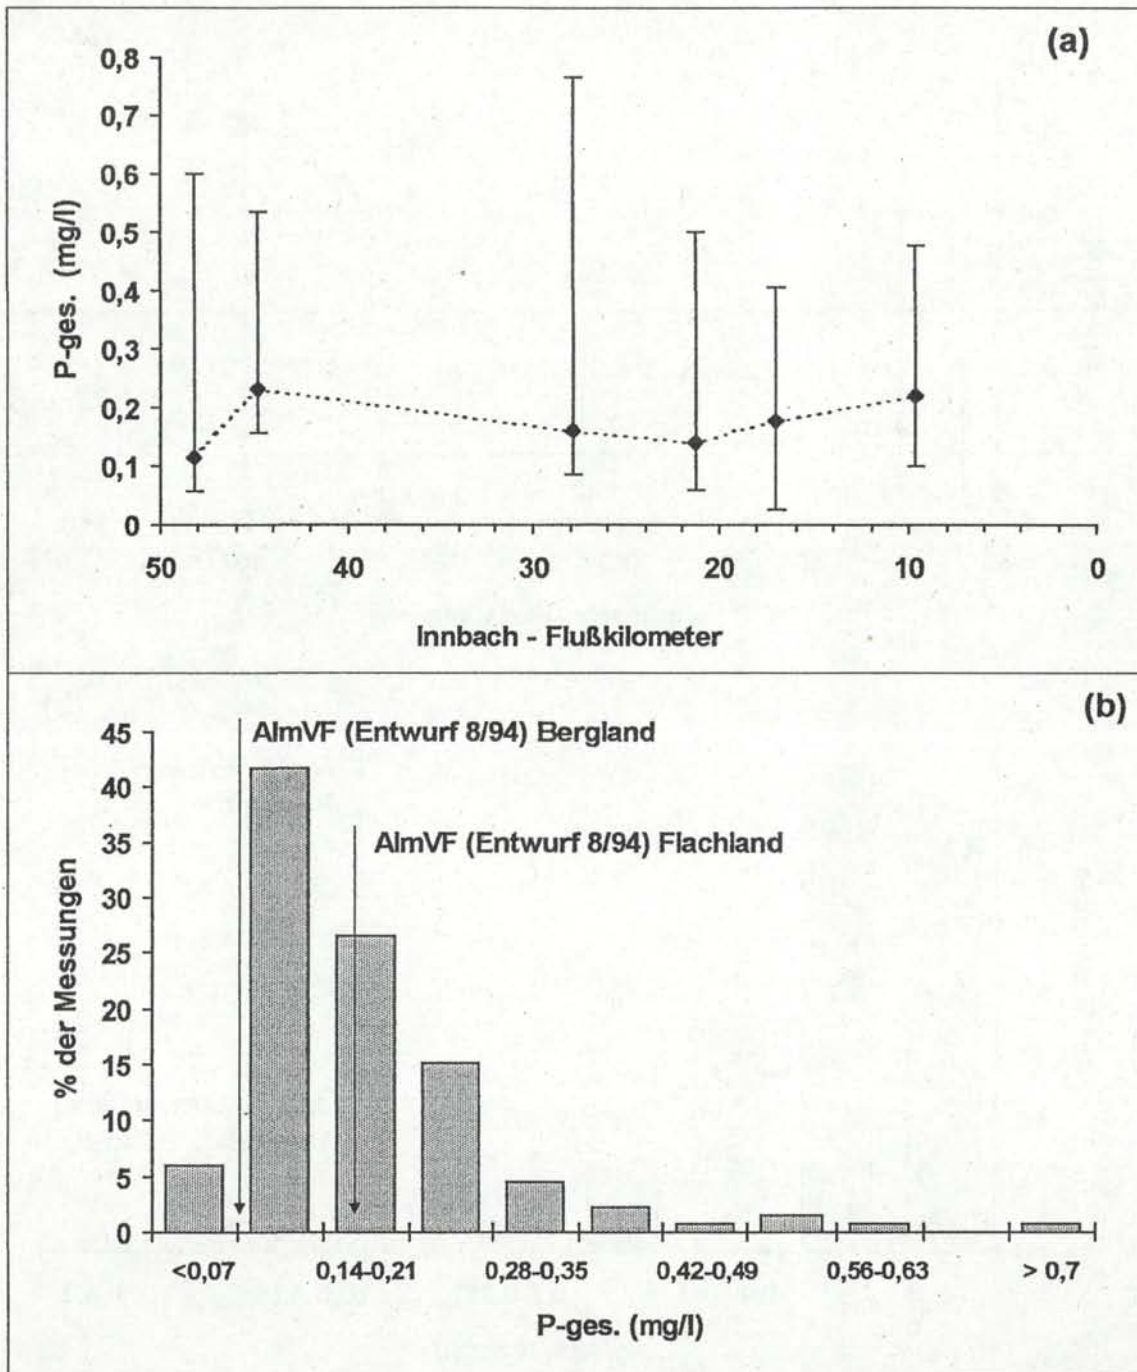 (a)
0,8
0,7
0,6
0,5
0,4
0,3
0,2
0,1
0
P-ges. (mg/l)
50 40 30 20 10 0
Innbach - Flußkilometer
(b)
AImVF (Entwurf 8/94) Bergland
AImVF (Entwurf 8/94) Flachland
45
40
35
30
25
20
15
10
5
0
% der Messungen
<0,07 0,14-0,21 0,28-0,35 0,42-0,49 0,56-0,63 > 0,7
P-ges. (mg/l)